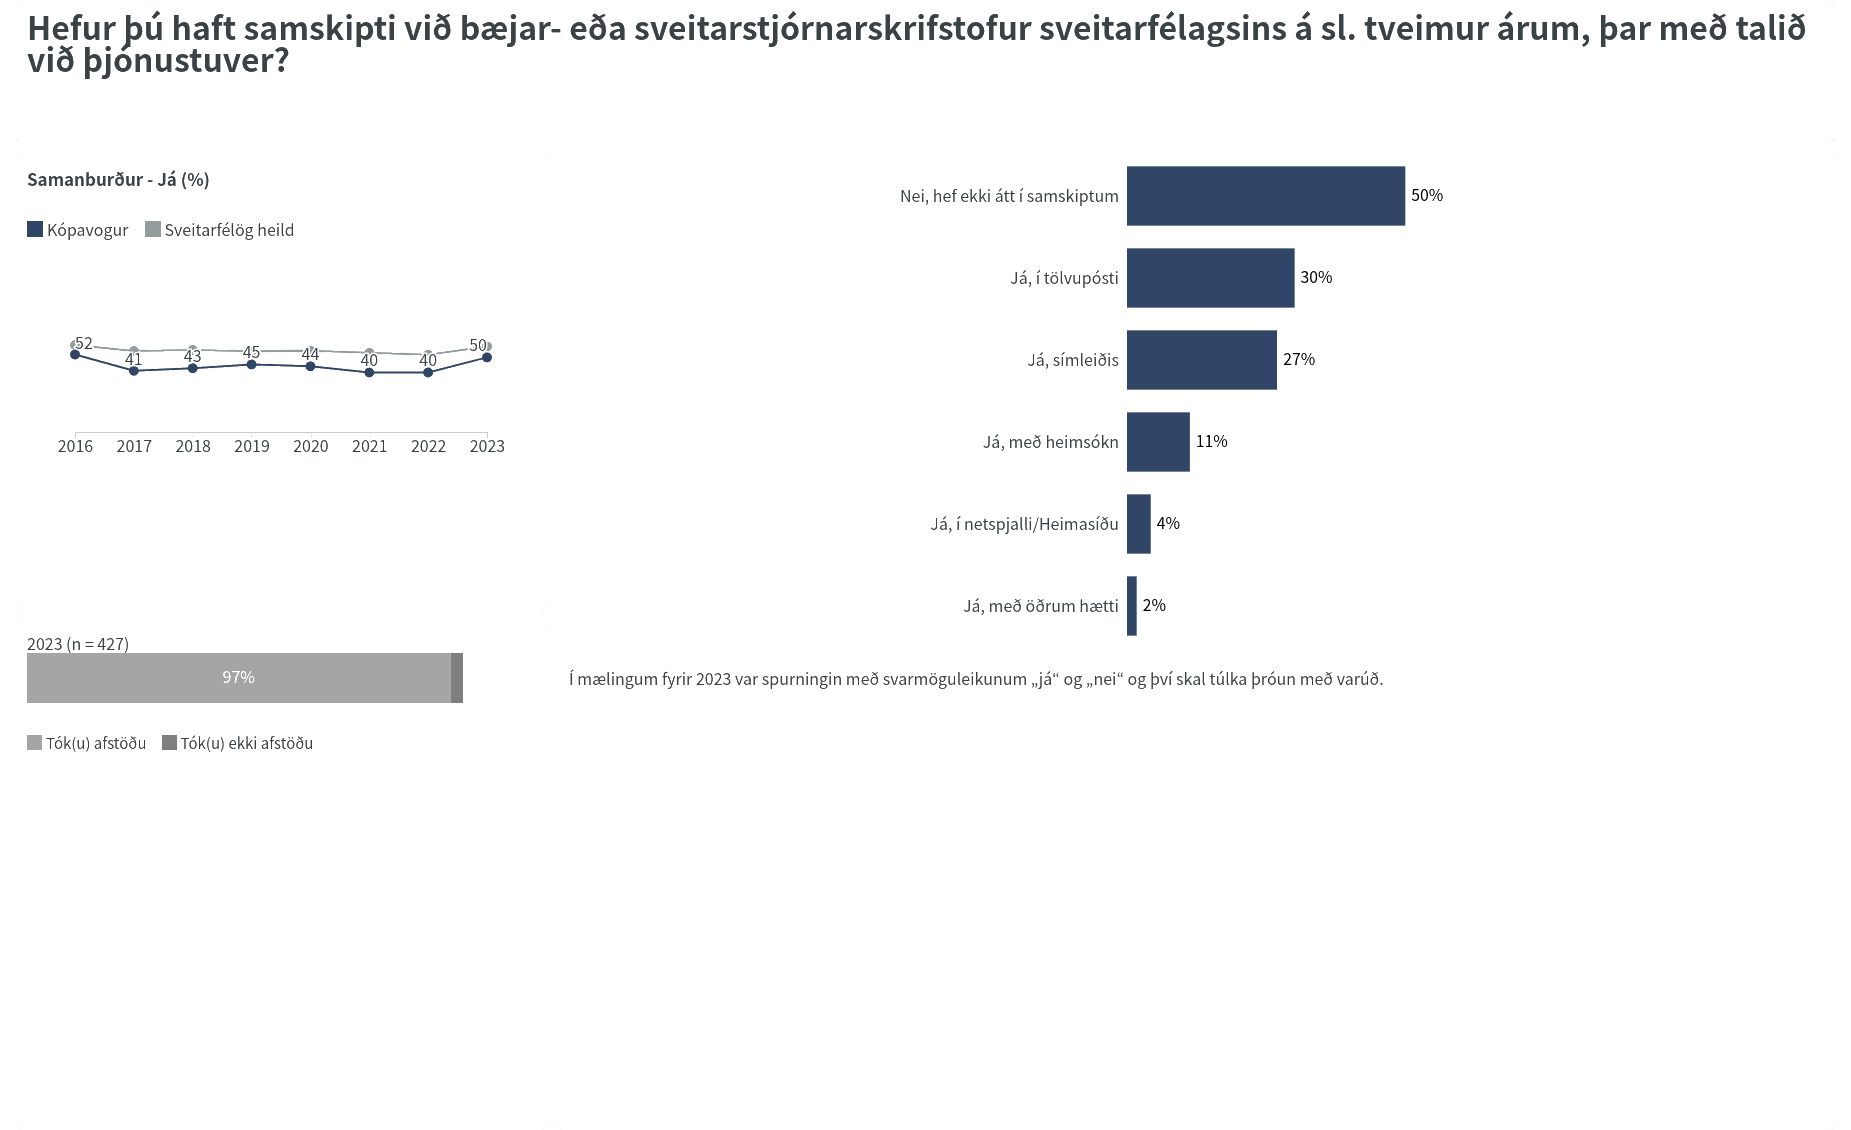 Hefur þú haft samskipti við bæjar- eða sveitarstjórnarskrifstofur sveitarfélagsins á sl. tveimur árum, þar með talið
við þjónustuver?
Samanburður - Já (%)
Kópavogur Sveitarfélög heild
52 41 43 45 44 40 40 50
2016 2017 2018 2019 2020 2021 2022 2023
2023 (n = 427)
97%
Tók(u) afstöðu Tók(u) ekki afstöðu
Nei, hef ekki átt í samskiptum 50%
Já, í tölvupósti 30%
Já, símleiðis 27%
Já, með heimsókn 11%
Já, í netspjalli/Heimasíðu 4%
Já, með öðrum hætti 2%
Í mælingum fyrir 2023 var spurningin með svarmöguleikunum „já“ og „nei“ og því skal túlka þróun með varúð.